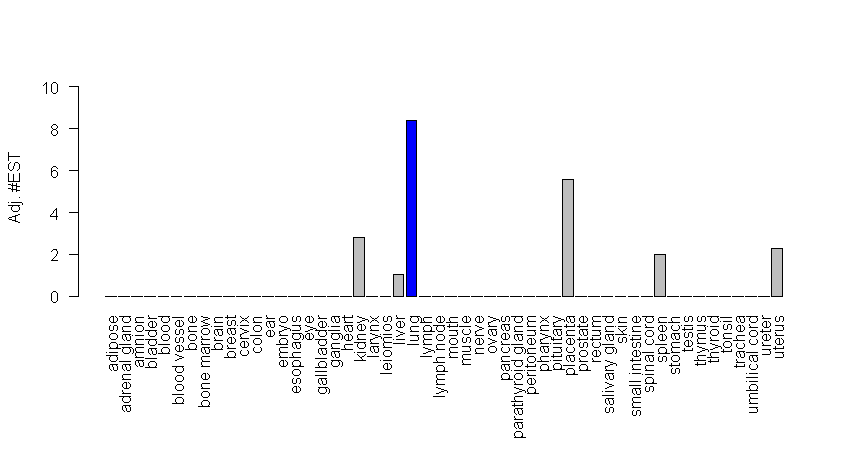 Adj. #EST
10
8
6
4
2
0
adipose
adrenal gland
amnion
bladder
blood
blood vessel
bone
bone marrow
brain
breast
cervix
colon
ear
embryo
esophagus
eye
gallbladder
ganglia
heart
kidney
larynx
leiomios
liver
lung
lymph
lymph node
mouth
muscle
nerve
ovary
pancreas
parathyroid gland
peritoneum
pharynx
pituitary
placenta
prostate
rectum
salivary gland
skin
small intestine
spinal cord
spleen
stomach
testis
thymus
thyroid
tonsil
trachea
umbilical cord
ureter
uterus